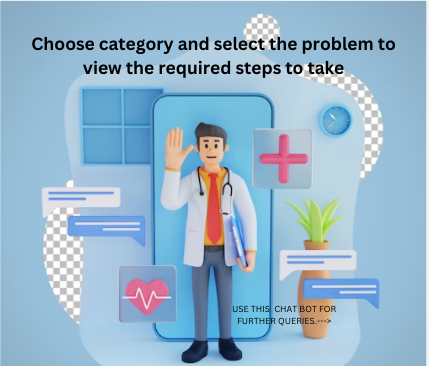 Choose category and select the problem to
view the required steps to take
USE THIS  CHAT BOT FOR
FURTHER QUERIES.--->